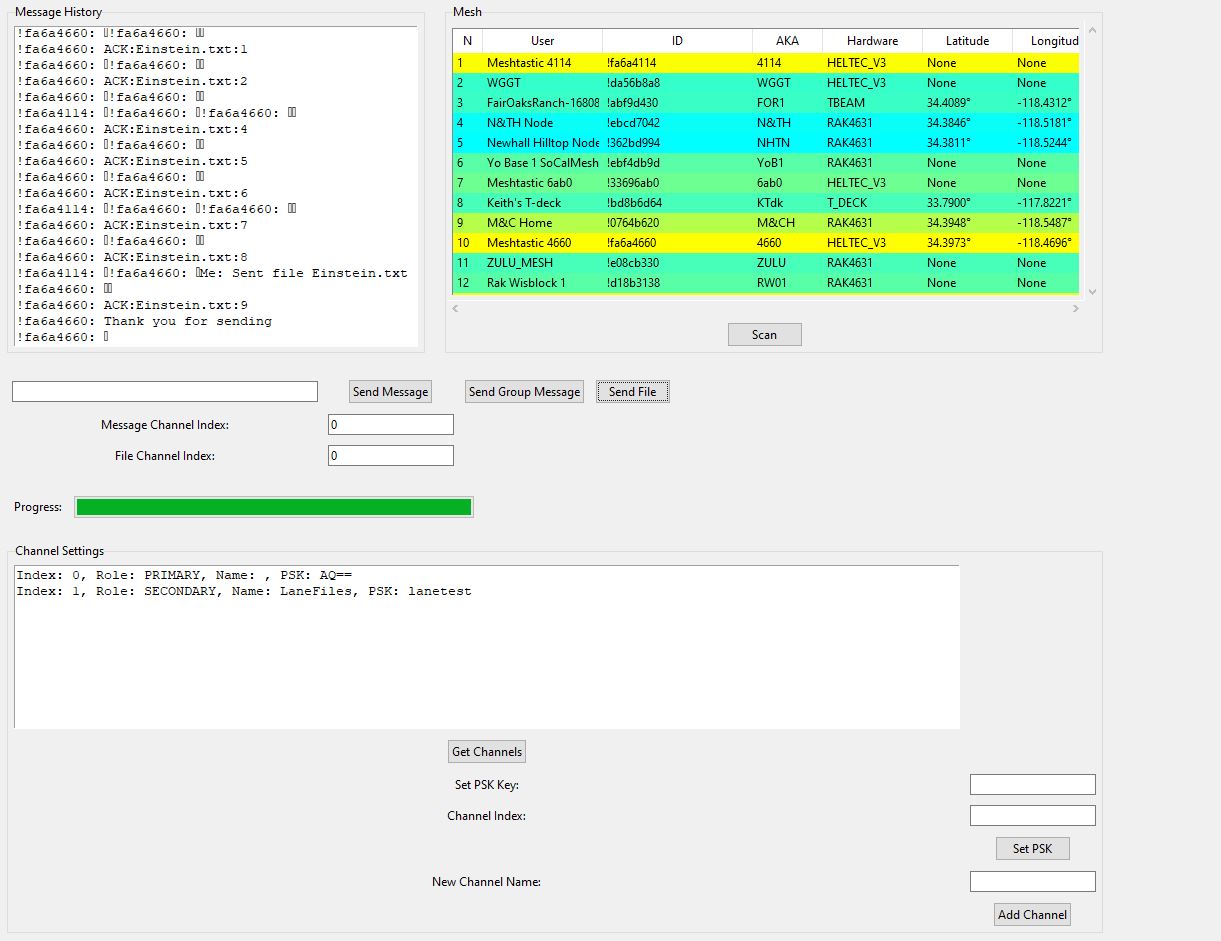 Message History
!fa6a4660: ▯!fa6a4660: ▯▯
!fa6a4660: ACK:Einstein.txt:1
!fa6a4660: ▯!fa6a4660: ▯▯
!fa6a4660: ACK:Einstein.txt:2
!fa6a4660: ▯!fa6a4660: ▯▯
!fa6a4114: ▯!fa6a4660: ▯!fa6a4660: ▯▯
!fa6a4660: ACK:Einstein.txt:4
!fa6a4660: ▯!fa6a4660: ▯▯
!fa6a4660: ACK:Einstein.txt:5
!fa6a4660: ▯!fa6a4660: ▯▯
!fa6a4660: ACK:Einstein.txt:6
!fa6a4114: ▯!fa6a4660: ▯!fa6a4660: ▯▯
!fa6a4660: ACK:Einstein.txt:7
!fa6a4660: ▯!fa6a4660: ▯▯
!fa6a4660: ACK:Einstein.txt:8
!fa6a4114: ▯!fa6a4660: ▯Me: Sent file Einstein.txt
!fa6a4660: ▯▯
!fa6a4660: ACK:Einstein.txt:9
!fa6a4660: Thank you for sending
!fa6a4660: ▯
Mesh
N User ID AKA Hardware Latitude Longitud
1 Meshtastic 4114 !fa6a4114 4114 HELTEC_V3 None None
2 WGGT !da56b8a8 WGGT HELTEC_V3 None None
3 FairOaksRanch-16808 !abf9d430 FOR1 TBEAM 34.4089° -118.4312°
4 N&TH Node !ebcd7042 N&TH RAK4631 34.3846° -118.5181°
5 Newhall Hilltop Node !362bd994 NHTN RAK4631 34.3811° -118.5244°
6 Yo Base 1 SoCalMesh !ebf4db9d YoB1 RAK4631 None None
7 Meshtastic 6ab0 !33696ab0 6ab0 HELTEC_V3 None None
8 Keith's T-deck !bd8b6d64 KTdk T_DECK 33.7900° -117.8221°
9 M&C Home !0764b620 M&CH RAK4631 34.3948° -118.5487°
10 Meshtastic 4660 !fa6a4660 4660 HELTEC_V3 34.3973° -118.4696°
11 ZULU_MESH !e08cb330 ZULU RAK4631 None None
12 Rak Wisblock 1 !d18b3138 RW01 RAK4631 None None
Scan
Send Message Send Group Message Send File
Message Channel Index: 0
File Channel Index: 0
Progress:
Channel Settings
Index: 0, Role: PRIMARY, Name: , PSK: AQ==
Index: 1, Role: SECONDARY, Name: LaneFiles, PSK: lanetest
Get Channels
Set PSK Key:
Channel Index:
Set PSK
New Channel Name:
Add Channel